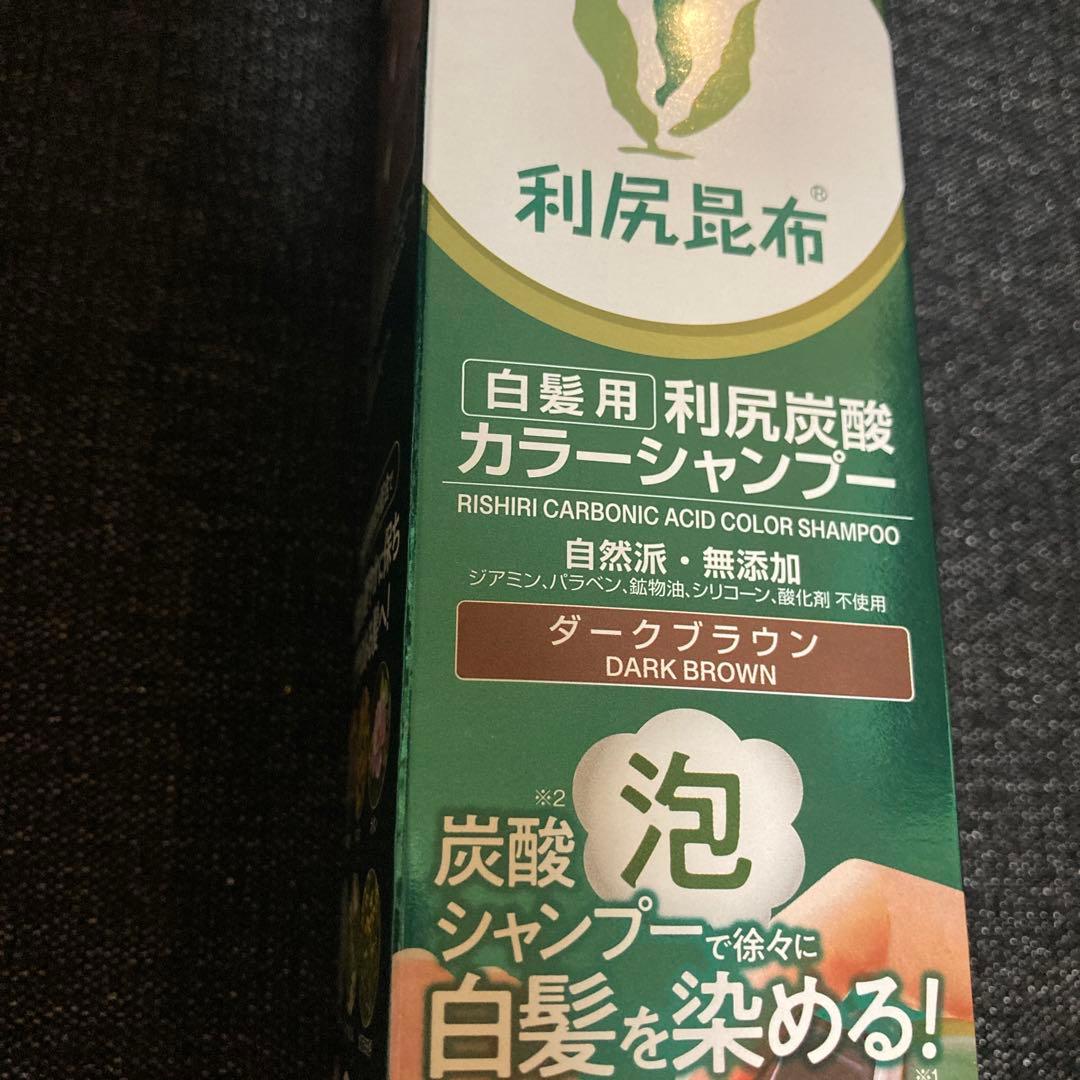 利尻昆布®
白髪用 利尻炭酸
カラーシャンプー
RISHIRI CARBONIC ACID COLOR SHAMPOO
自然派・無添加
ジアミン、パラベン、鉱物油、シリコーン、酸化剤 不使用
ダークブラウン
DARK BROWN
※2
炭酸 泡
シャンプーで徐々に
白髪を染める!
※1